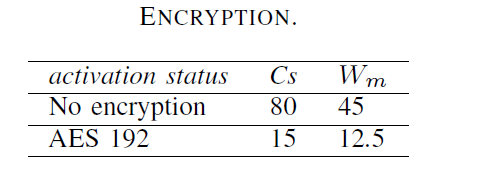 ENCRYPTION.
activation status Cs Wm
No encryption 80 45
AES 192 15 12.5